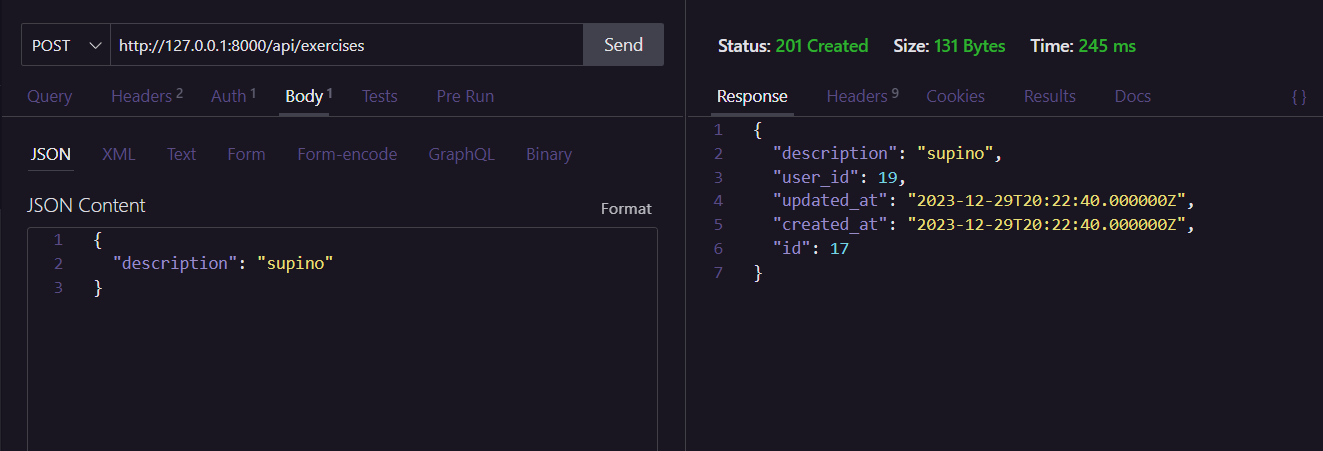 POST http://127.0.0.1:8000/api/exercises Send
Query Headers 2 Auth 1 Body 1 Tests Pre Run
JSON XML Text Form Form-encode GraphQL Binary
JSON Content Format
1 {
2 "description": "supino"
3 }
Status: 201 Created Size: 131 Bytes Time: 245 ms
Response Headers 9 Cookies Results Docs { }
1 {
2 "description": "supino",
3 "user_id": 19,
4 "updated_at": "2023-12-29T20:22:40.000000Z",
5 "created_at": "2023-12-29T20:22:40.000000Z",
6 "id": 17
7 }